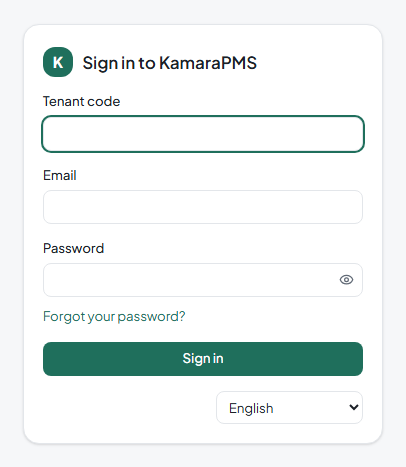 K Sign in to KamaraPMS
Tenant code
Email
Password
Forgot your password?
Sign in
English